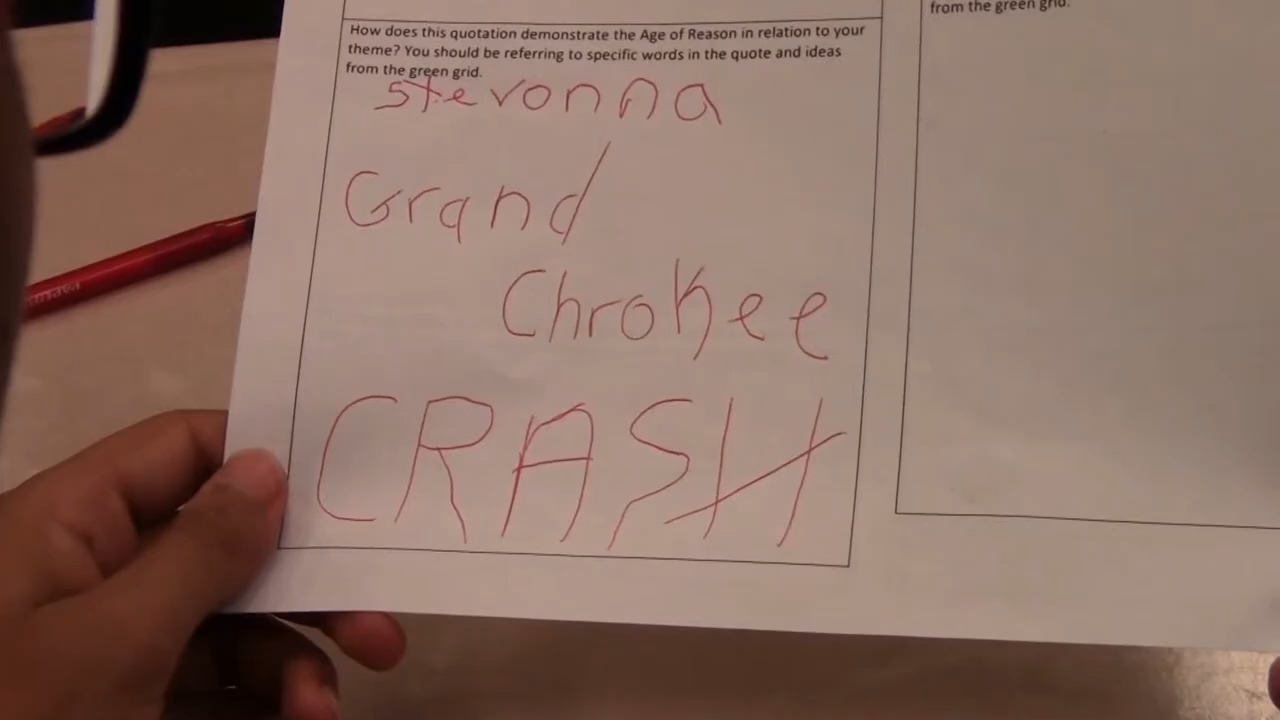 How does this quotation demonstrate the Age of Reason in relation to your
theme? You should be referring to specific words in the quote and ideas
from the green grid.
stevonna
Grand
Chrokee
CRASH
from the green grid.